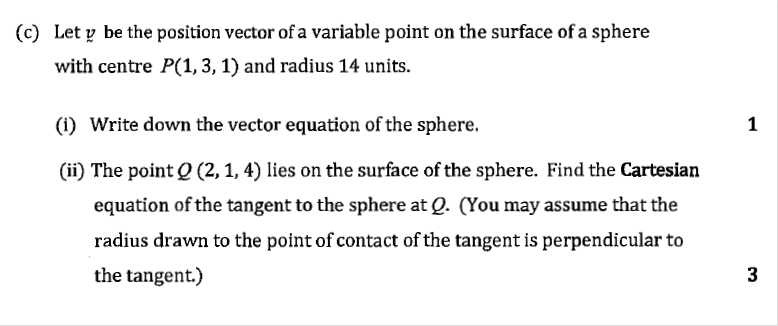 (c) Let v be the position vector of a variable point on the surface of a sphere
with centre P(1, 3, 1) and radius 14 units.
(i) Write down the vector equation of the sphere. 1
(ii) The point Q (2, 1, 4) lies on the surface of the sphere. Find the Cartesian
equation of the tangent to the sphere at Q. (You may assume that the
radius drawn to the point of contact of the tangent is perpendicular to
the tangent.) 3